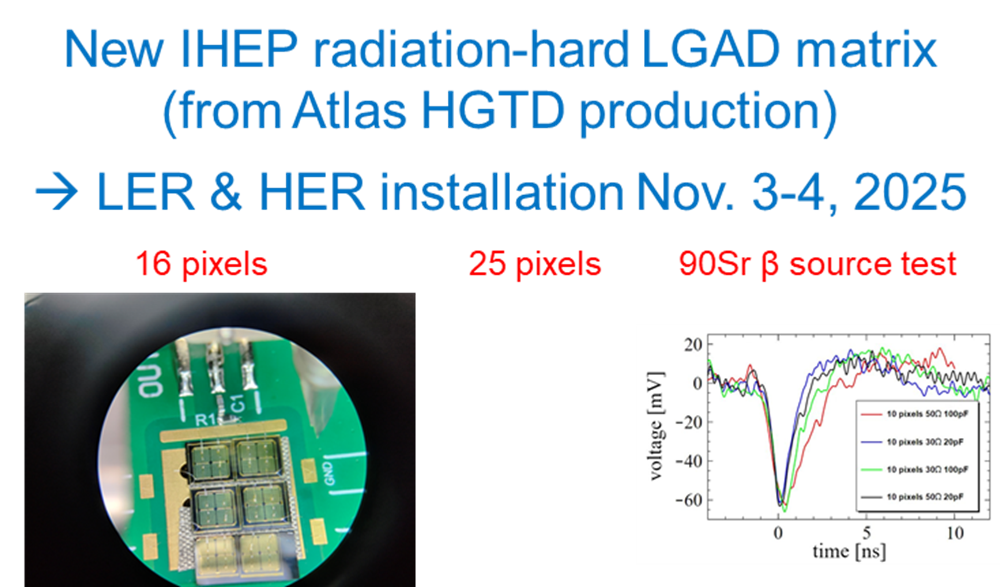 New IHEP radiation-hard LGAD matrix
(from Atlas HGTD production)
→ LER & HER installation Nov. 3-4, 2025
16 pixels
25 pixels
90Sr β source test
OUT
R1
C1
GND
20
0
−20
−40
−60
voltage [mV]
10 pixels 50Ω 100pF
10 pixels 30Ω 20pF
10 pixels 30Ω 100pF
10 pixels 50Ω 20pF
0
5
10
time [ns]